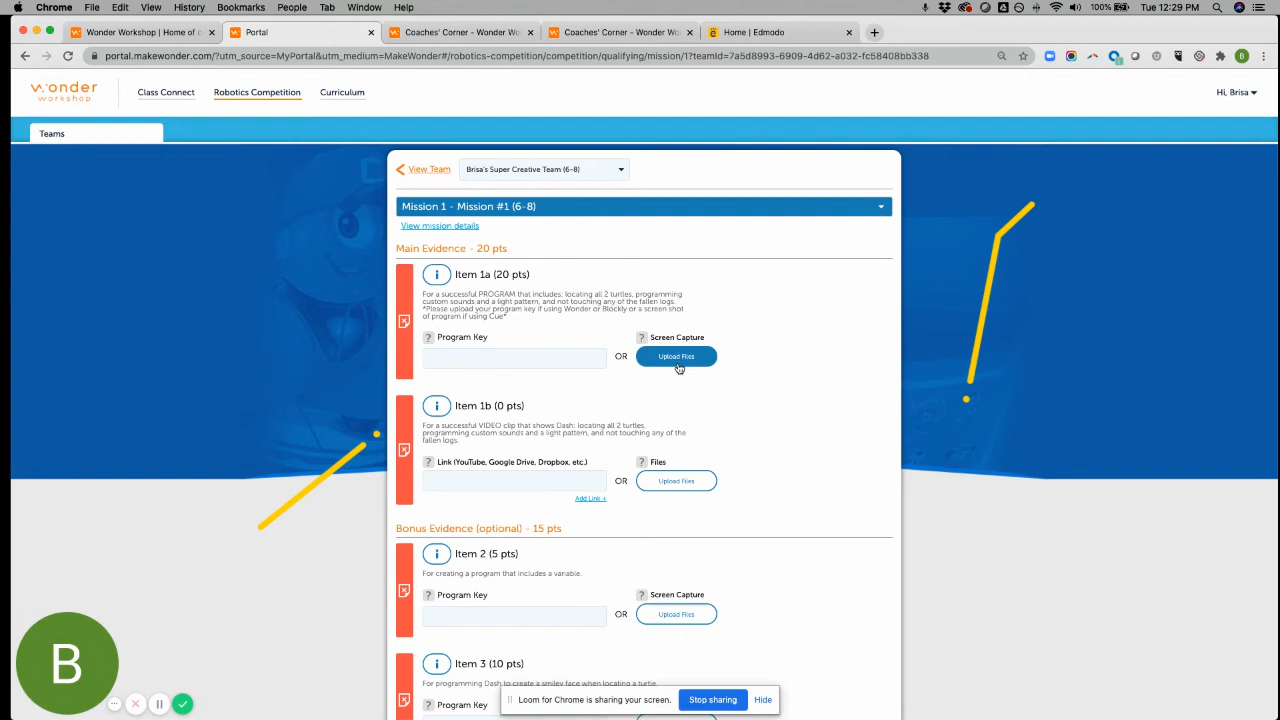 Chrome File Edit View History Bookmarks People Tab Window Help
100% Tue 12:29 PM
Wonder Workshop | Home of c
Portal
Coaches' Corner - Wonder Wo
Coaches' Corner - Wonder Wo
Home | Edmodo
portal.makewonder.com/?utm_source=MyPortal&utm_medium=MakeWonder#/robotics-competition/competition/qualifying/mission/1?teamId=7a5d8993-6909-4d62-a032-fc58408bb338
B
wonder
workshop
Class Connect
Robotics Competition
Curriculum
Hi, Brisa
Teams
View Team
Brisa's Super Creative Team (6-8)
Mission 1 - Mission #1 (6-8)
View mission details
Main Evidence - 20 pts
i Item 1a (20 pts)
For a successful PROGRAM that includes: locating all 2 turtles, programming
custom sounds and a light pattern, and not touching any of the fallen logs.
*Please upload your program key if using Wonder or Blockly or a screen shot
of program if using Cue*
? Program Key
? Screen Capture
OR
Upload Files
i Item 1b (0 pts)
For a successful VIDEO clip that shows Dash: locating all 2 turtles,
programming custom sounds and a light pattern, and not touching any of the
fallen logs.
? Link (YouTube, Google Drive, Dropbox, etc.)
? Files
OR
Upload Files
Add Link +
Bonus Evidence (optional) - 15 pts
i Item 2 (5 pts)
For creating a program that includes a variable.
? Program Key
? Screen Capture
OR
Upload Files
i Item 3 (10 pts)
For programming Dash to create a smiley face when locating a turtle.
? Program Key
B
Loom for Chrome is sharing your screen.
Stop sharing
Hide